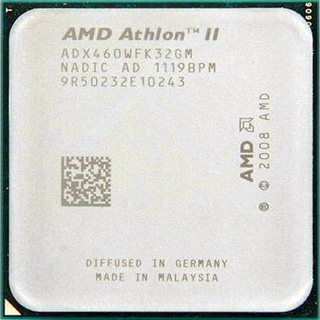 AMD Athlon™ II
ADX460WFK32GM
NADIC AD 1119BPM
9R50232E10243
AMD
© 2008 AMD
DIFFUSED IN GERMANY
MADE IN MALAYSIA